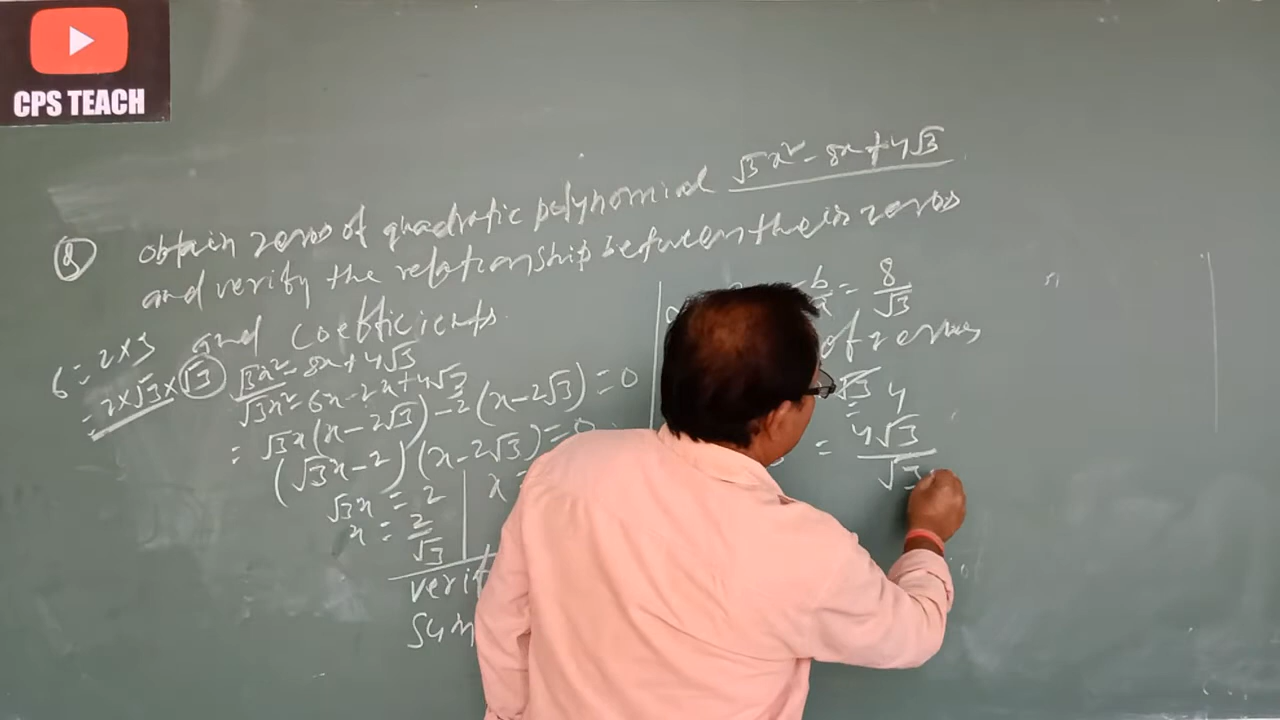 CPS TEACH
Q obtain zeros of quadratic polynomial √3x² - 8x + 4√3
and verify the relationship between their zeros
and coefficients
6 = 2 × 3
= 2 × √3 × √3
√3x² - 8x + 4√3
√3x² - 6x - 2x + 4√3
= √3x(x - 2√3) - 2(x - 2√3) = 0
(√3x - 2)(x - 2√3) = 0
√3x = 2
x = 2/√3
x =
verif
Sum
-b/a = 8/√3
of zeros
√3 4
= 4√3/√3